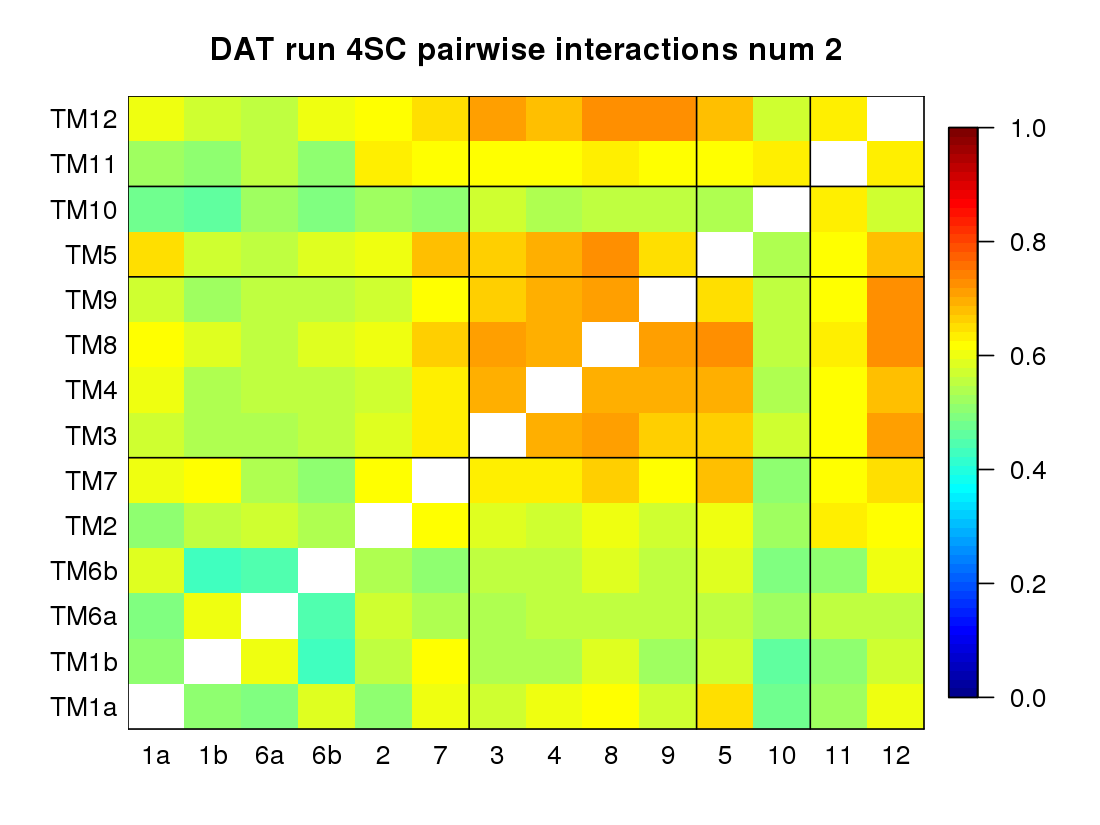 DAT run 4SC pairwise interactions num 2
TM12
TM11
TM10
TM5
TM9
TM8
TM4
TM3
TM7
TM2
TM6b
TM6a
TM1b
TM1a
1a 1b 6a 6b 2 7 3 4 8 9 5 10 11 12
1.0
0.8
0.6
0.4
0.2
0.0